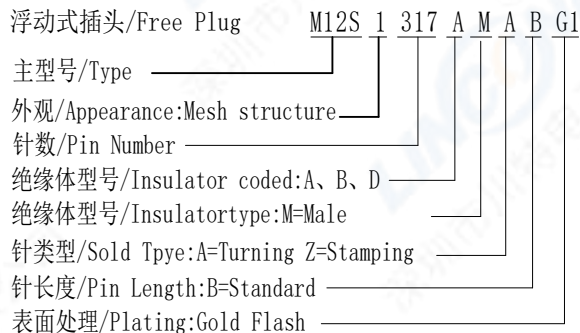 浮动式插头/Free Plug M12S 1 317 A M A B G1
主型号/Type
外观/Appearance:Mesh structure
针数/Pin Number
绝缘体型号/Insulator coded:A、B、D
绝缘体型号/Insulatortype:M=Male
针类型/Sold Tpye:A=Turning Z=Stamping
针长度/Pin Length:B=Standard
表面处理/Plating:Gold Flash